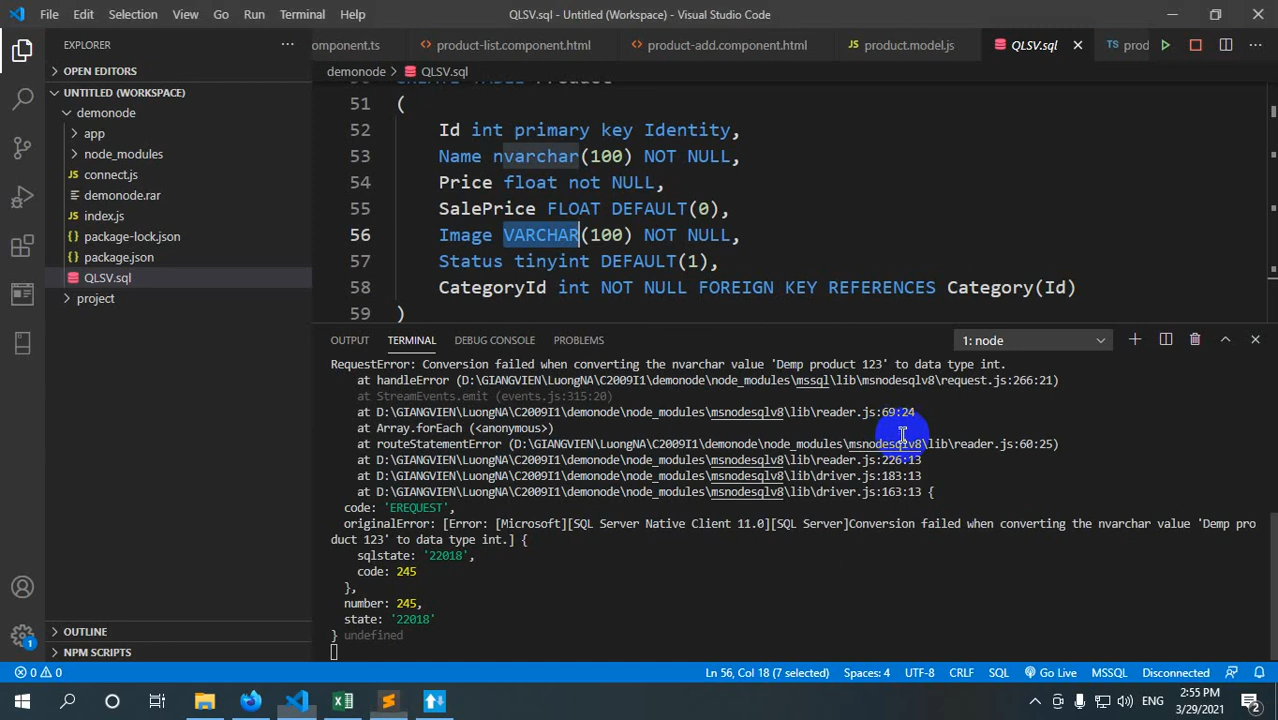 File Edit Selection View Go Run Terminal Help QLSV.sql - Untitled (Workspace) - Visual Studio Code
EXPLORER
omponent.ts product-list.component.html product-add.component.html product.model.js QLSV.sql prod
OPEN EDITORS
demonode > QLSV.sql
UNTITLED (WORKSPACE)
demonode
app
node_modules
connect.js
demonode.rar
index.js
package-lock.json
package.json
QLSV.sql
project
51 (
52 Id int primary key Identity,
53 Name nvarchar(100) NOT NULL,
54 Price float not NULL,
55 SalePrice FLOAT DEFAULT(0),
56 Image VARCHAR(100) NOT NULL,
57 Status tinyint DEFAULT(1),
58 CategoryId int NOT NULL FOREIGN KEY REFERENCES Category(Id)
59 )
OUTPUT TERMINAL DEBUG CONSOLE PROBLEMS 1: node
RequestError: Conversion failed when converting the nvarchar value 'Demp product 123' to data type int.
at handleError (D:\GIANGVIEN\LuongNA\C2009I1\demonode\node_modules\mssql\lib\msnodesqlv8\request.js:266:21)
at StreamEvents.emit (events.js:315:20)
at D:\GIANGVIEN\LuongNA\C2009I1\demonode\node_modules\msnodesqlv8\lib\reader.js:69:24
at Array.forEach (<anonymous>)
at routeStatementError (D:\GIANGVIEN\LuongNA\C2009I1\demonode\node_modules\msnodesqlv8\lib\reader.js:60:25)
at D:\GIANGVIEN\LuongNA\C2009I1\demonode\node_modules\msnodesqlv8\lib\reader.js:226:13
at D:\GIANGVIEN\LuongNA\C2009I1\demonode\node_modules\msnodesqlv8\lib\driver.js:183:13
at D:\GIANGVIEN\LuongNA\C2009I1\demonode\node_modules\msnodesqlv8\lib\driver.js:163:13 {
code: 'EREQUEST',
originalError: [Error: [Microsoft][SQL Server Native Client 11.0][SQL Server]Conversion failed when converting the nvarchar value 'Demp pro
duct 123' to data type int.] {
sqlstate: '22018',
code: 245
},
number: 245,
state: '22018'
} undefined
OUTLINE
NPM SCRIPTS
0 0 Ln 56, Col 18 (7 selected) Spaces: 4 UTF-8 CRLF SQL Go Live MSSQL Disconnected
ENG 2:55 PM
3/29/2021 2